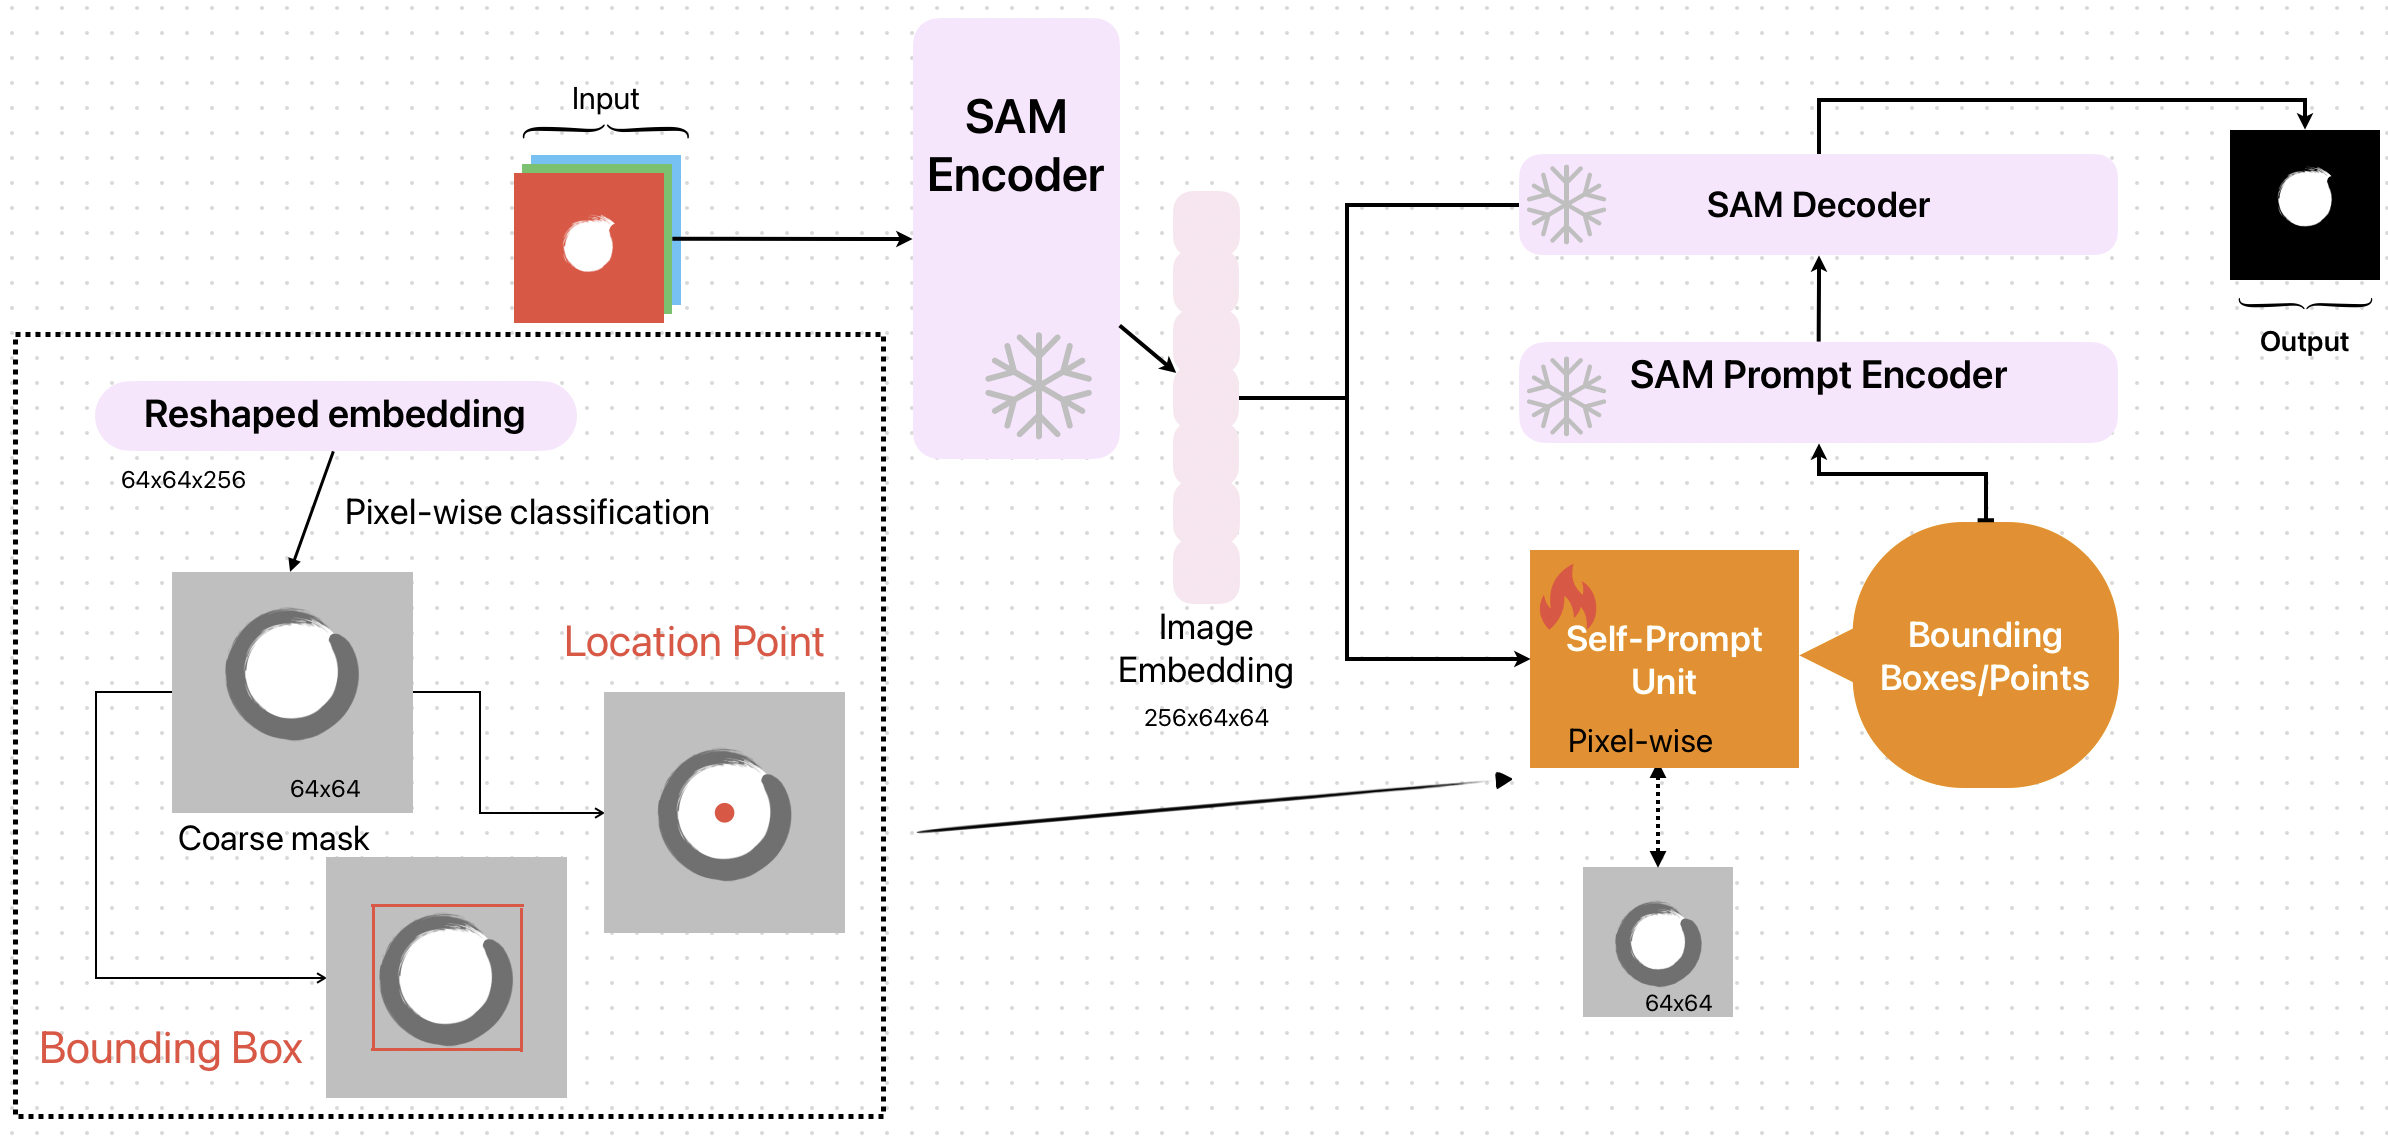 Input
SAM
Encoder
SAM Decoder
Output
SAM Prompt Encoder
Reshaped embedding
64x64x256
Pixel-wise classification
64x64
Coarse mask
Location Point
Bounding Box
Image
Embedding
256x64x64
Self-Prompt
Unit
Pixel-wise
Bounding
Boxes/Points
64x64